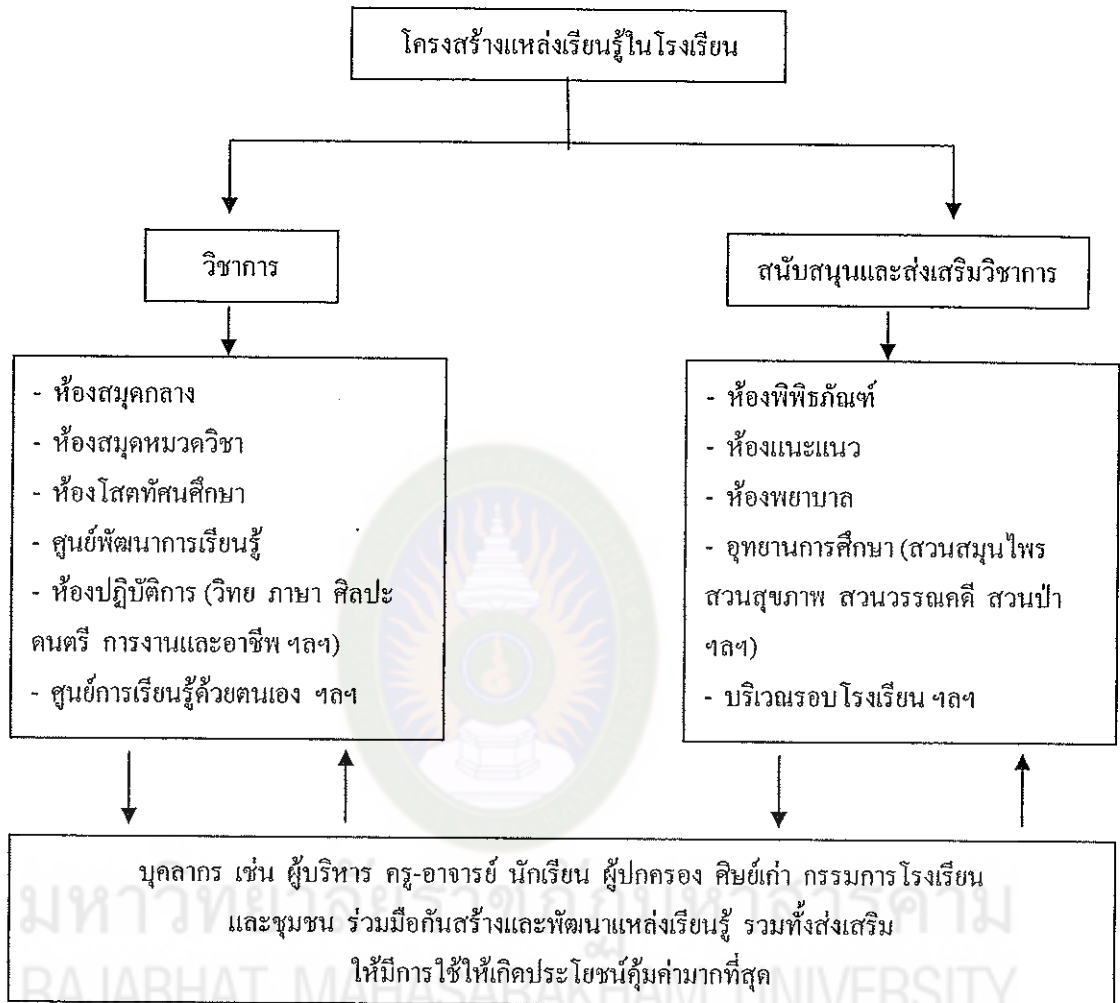 โครงสร้างแหล่งเรียนรู้ในโรงเรียน
วิชาการ
สนับสนุนและส่งเสริมวิชาการ
- ห้องสมุดกลาง
- ห้องสมุดหมวดวิชา
- ห้องโสตทัศนศึกษา
- ศูนย์พัฒนาการเรียนรู้
- ห้องปฏิบัติการ (วิทย ภาษา ศิลปะ
ดนตรี การงานและอาชีพ ฯลฯ)
- ศูนย์การเรียนรู้ด้วยตนเอง ฯลฯ
- ห้องพิพิธภัณฑ์
- ห้องแนะแนว
- ห้องพยาบาล
- อุทยานการศึกษา (สวนสมุนไพร
สวนสุขภาพ สวนวรรณคดี สวนป่า
ฯลฯ)
- บริเวณรอบโรงเรียน ฯลฯ
บุคลากร เช่น ผู้บริหาร ครู-อาจารย์ นักเรียน ผู้ปกครอง ศิษย์เก่า กรรมการโรงเรียน
และชุมชน ร่วมมือกันสร้างและพัฒนาแหล่งเรียนรู้ รวมทั้งส่งเสริม
ให้มีการใช้ให้เกิดประโยชน์คุ้มค่ามากที่สุด
มหาวิทยาลัยราชภัฏมหาสารคาม
RAJABHAT MAHASARAKHAM UNIVERSITY